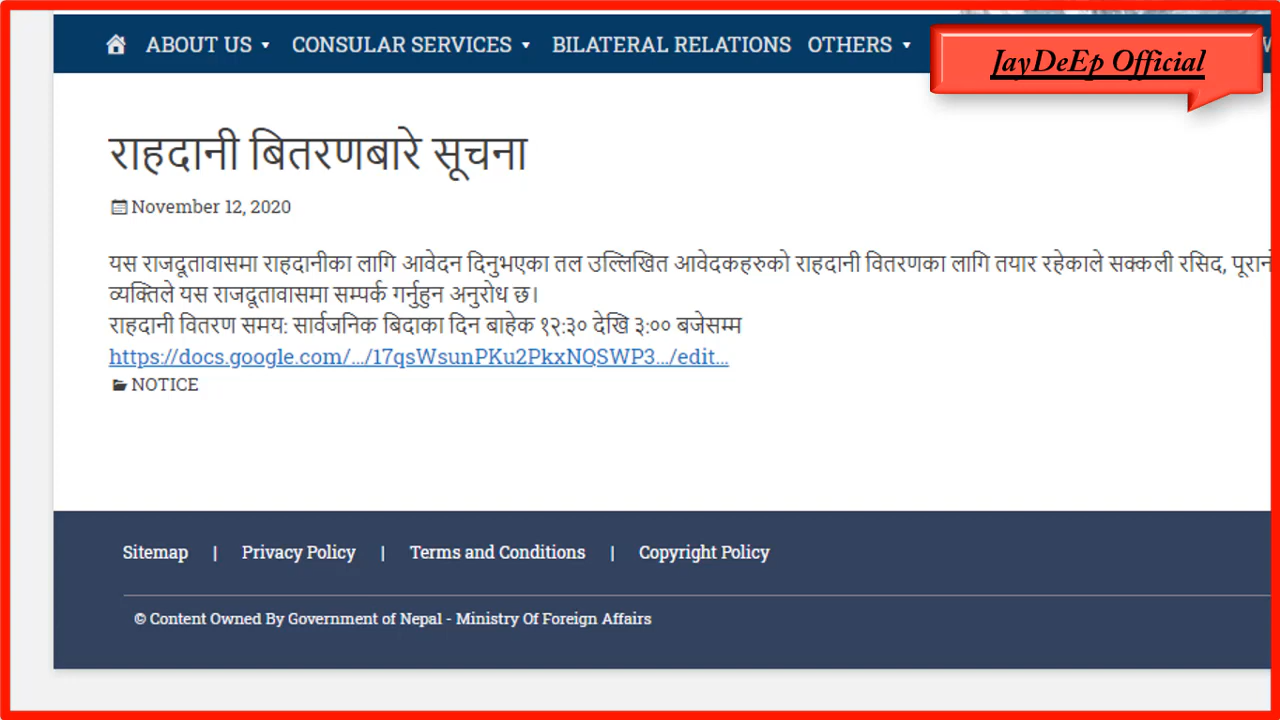 ABOUT US CONSULAR SERVICES BILATERAL RELATIONS OTHERS
JayDeEp Official
राहदानी बितरणबारे सूचना
November 12, 2020
यस राजदूतावासमा राहदानीका लागि आवेदन दिनुभएका तल उल्लिखित आवेदकहरुको राहदानी वितरणका लागि तयार रहेकाले सक्कली रसिद,
व्यक्तिले यस राजदूतावासमा सम्पर्क गर्नुहुन अनुरोध छ।
राहदानी वितरण समय: सार्वजनिक बिदाका दिन बाहेक १२:३० देखि ३:०० बजेसम्म
https://docs.google.com/.../17qsWsunPKu2PkxNQSWP3.../edit...
NOTICE
Sitemap | Privacy Policy | Terms and Conditions | Copyright Policy
© Content Owned By Government of Nepal - Ministry Of Foreign Affairs